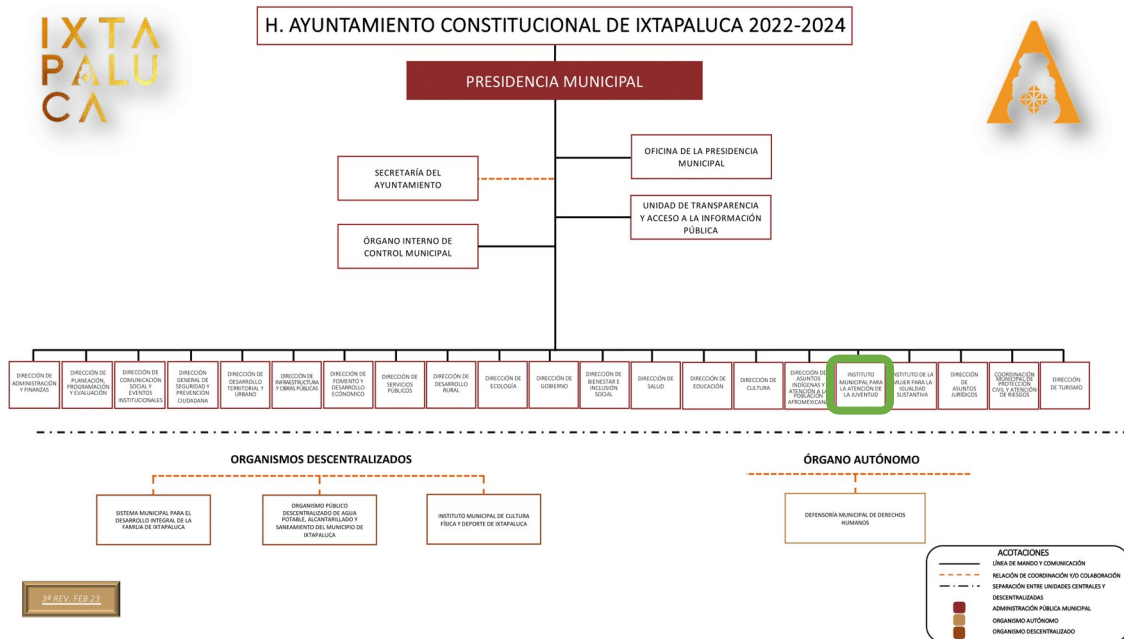 IXTA
PALU
CA
H. AYUNTAMIENTO CONSTITUCIONAL DE IXTAPALUCA 2022-2024
PRESIDENCIA MUNICIPAL
OFICINA DE LA PRESIDENCIA
MUNICIPAL
SECRETARÍA DEL
AYUNTAMIENTO
UNIDAD DE TRANSPARENCIA
Y ACCESO A LA INFORMACIÓN
PÚBLICA
ÓRGANO INTERNO DE
CONTROL MUNICIPAL
DIRECCIÓN DE
ADMINISTRACIÓN
Y FINANZAS
DIRECCIÓN DE
PLANEACIÓN,
PROGRAMACIÓN
Y EVALUACIÓN
DIRECCIÓN DE
COMUNICACIÓN
SOCIAL Y
EVENTOS
INSTITUCIONALES
DIRECCIÓN
GENERAL DE
SEGURIDAD Y
PREVENCIÓN
CIUDADANA
DIRECCIÓN DE
DESARROLLO
TERRITORIAL Y
URBANO
DIRECCIÓN DE
INFRAESTRUCTURA
Y OBRAS PÚBLICAS
DIRECCIÓN DE
FOMENTO Y
DESARROLLO
ECONÓMICO
DIRECCIÓN DE
SERVICIOS
PÚBLICOS
DIRECCIÓN DE
DESARROLLO
RURAL
DIRECCIÓN DE
ECOLOGÍA
DIRECCIÓN DE
GOBIERNO
DIRECCIÓN DE
BIENESTAR E
INCLUSIÓN
SOCIAL
DIRECCIÓN DE
SALUD
DIRECCIÓN DE
EDUCACIÓN
DIRECCIÓN DE
CULTURA
DIRECCIÓN DE
ASUNTOS
INDÍGENAS Y
ATENCIÓN A LA
POBLACIÓN
AFROMEXICANA
INSTITUTO
MUNICIPAL PARA
LA ATENCIÓN DE
LA JUVENTUD
INSTITUTO DE LA
MUJER PARA LA
IGUALDAD
SUSTANTIVA
DIRECCIÓN
DE
ASUNTOS
JURÍDICOS
COORDINACIÓN
MUNICIPAL DE
PROTECCIÓN
CIVIL Y ATENCIÓN
DE RIESGOS
DIRECCIÓN
DE TURISMO
ORGANISMOS DESCENTRALIZADOS
SISTEMA MUNICIPAL PARA EL
DESARROLLO INTEGRAL DE LA
FAMILIA DE IXTAPALUCA
ORGANISMO PÚBLICO
DESCENTRALIZADO DE AGUA
POTABLE, ALCANTARILLADO Y
SANEAMIENTO DEL MUNICIPIO DE
IXTAPALUCA
INSTITUTO MUNICIPAL DE CULTURA
FÍSICA Y DEPORTE DE IXTAPALUCA
ÓRGANO AUTÓNOMO
DEFENSORÍA MUNICIPAL DE DERECHOS
HUMANOS
ACOTACIONES
LÍNEA DE MANDO Y COMUNICACIÓN
RELACIÓN DE COORDINACIÓN Y/O COLABORACIÓN
SEPARACIÓN ENTRE UNIDADES CENTRALES Y
DESCENTRALIZADAS
ADMINISTRACIÓN PÚBLICA MUNICIPAL
ORGANISMO AUTÓNOMO
ORGANISMO DESCENTRALIZADO
3ª REV. FEB 23